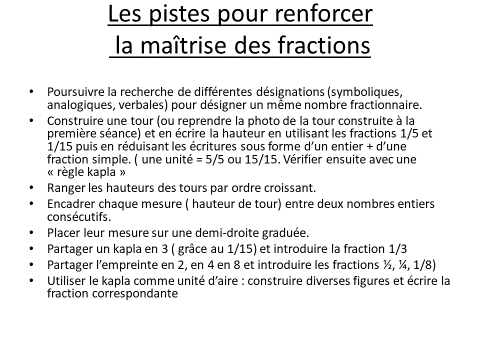 Les pistes pour renforcer
la maîtrise des fractions
• Poursuivre la recherche de différentes désignations (symboliques,
analogiques, verbales) pour désigner un même nombre fractionnaire.
• Construire une tour (ou reprendre la photo de la tour construite à la
première séance) et en écrire la hauteur en utilisant les fractions 1/5 et
1/15 puis en réduisant les écritures sous forme d'un entier + d'une
fraction simple. ( une unité = 5/5 ou 15/15. Vérifier ensuite avec une
« règle kapla »
• Ranger les hauteurs des tours par ordre croissant.
• Encadrer chaque mesure ( hauteur de tour) entre deux nombres entiers
consécutifs.
• Placer leur mesure sur une demi-droite graduée.
• Partager un kapla en 3 ( grâce au 1/15) et introduire la fraction 1/3
• Partager l'empreinte en 2, en 4 en 8 et introduire les fractions ½, ¼, 1/8)
• Utiliser le kapla comme unité d'aire : construire diverses figures et écrire la
fraction correspondante